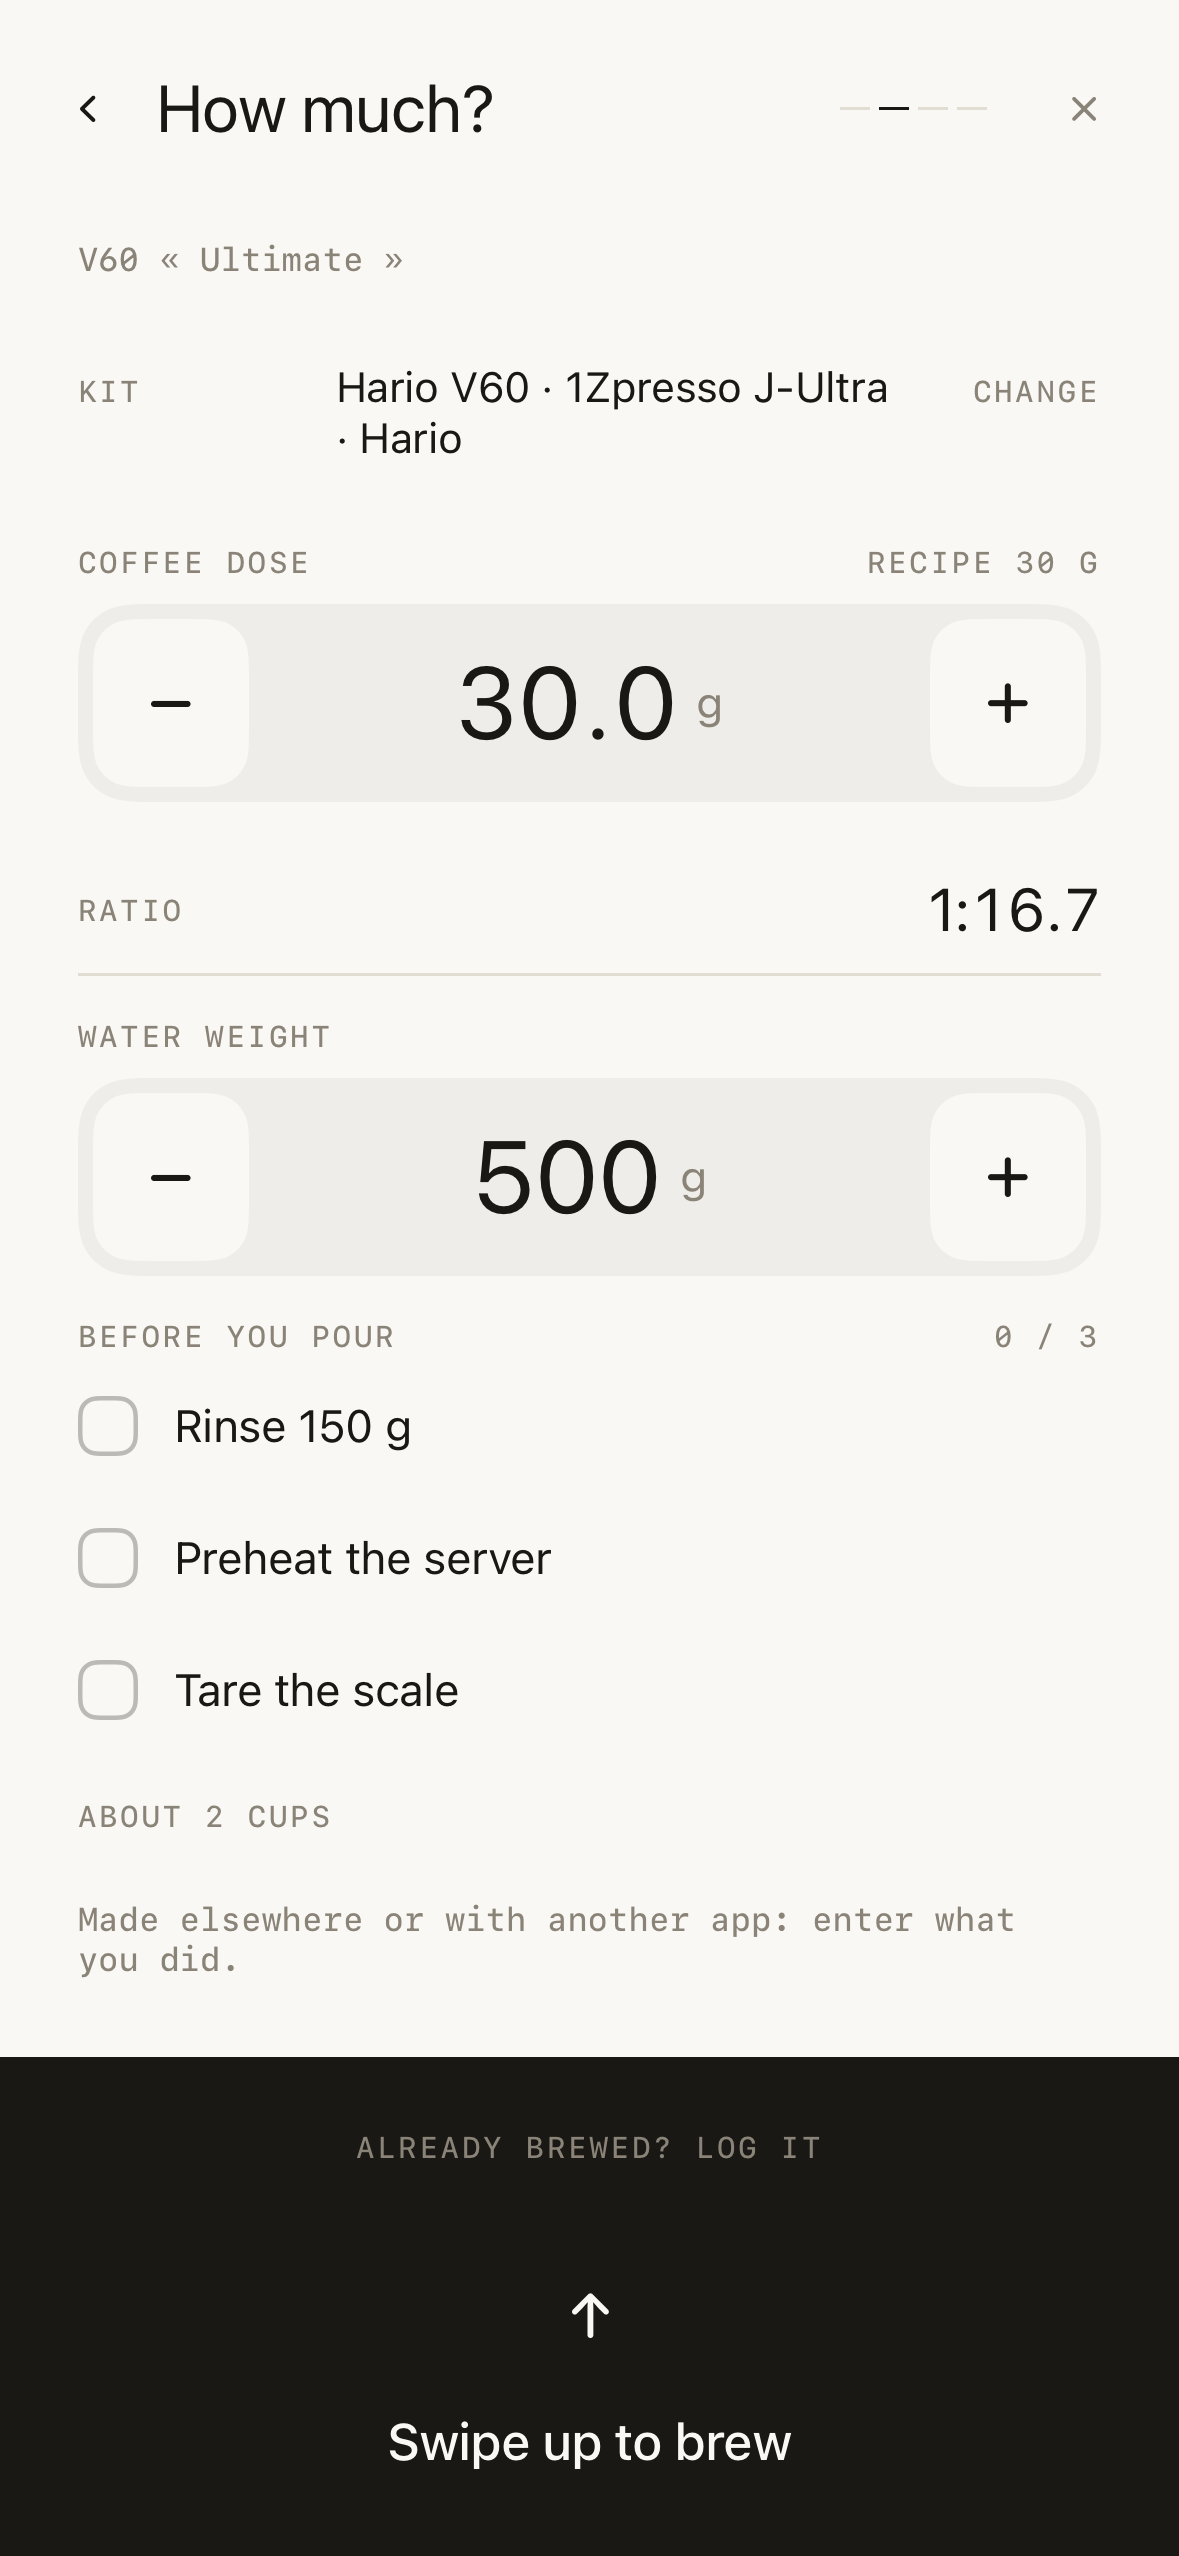 How much?
V60 « Ultimate »
KIT
Hario V60 · 1Zpresso J-Ultra
· Hario
CHANGE
COFFEE DOSE
RECIPE 30 G
− 30.0 g +
RATIO
1:16.7
WATER WEIGHT
− 500 g +
BEFORE YOU POUR
0 / 3
Rinse 150 g
Preheat the server
Tare the scale
ABOUT 2 CUPS
Made elsewhere or with another app: enter what
you did.
ALREADY BREWED? LOG IT
Swipe up to brew